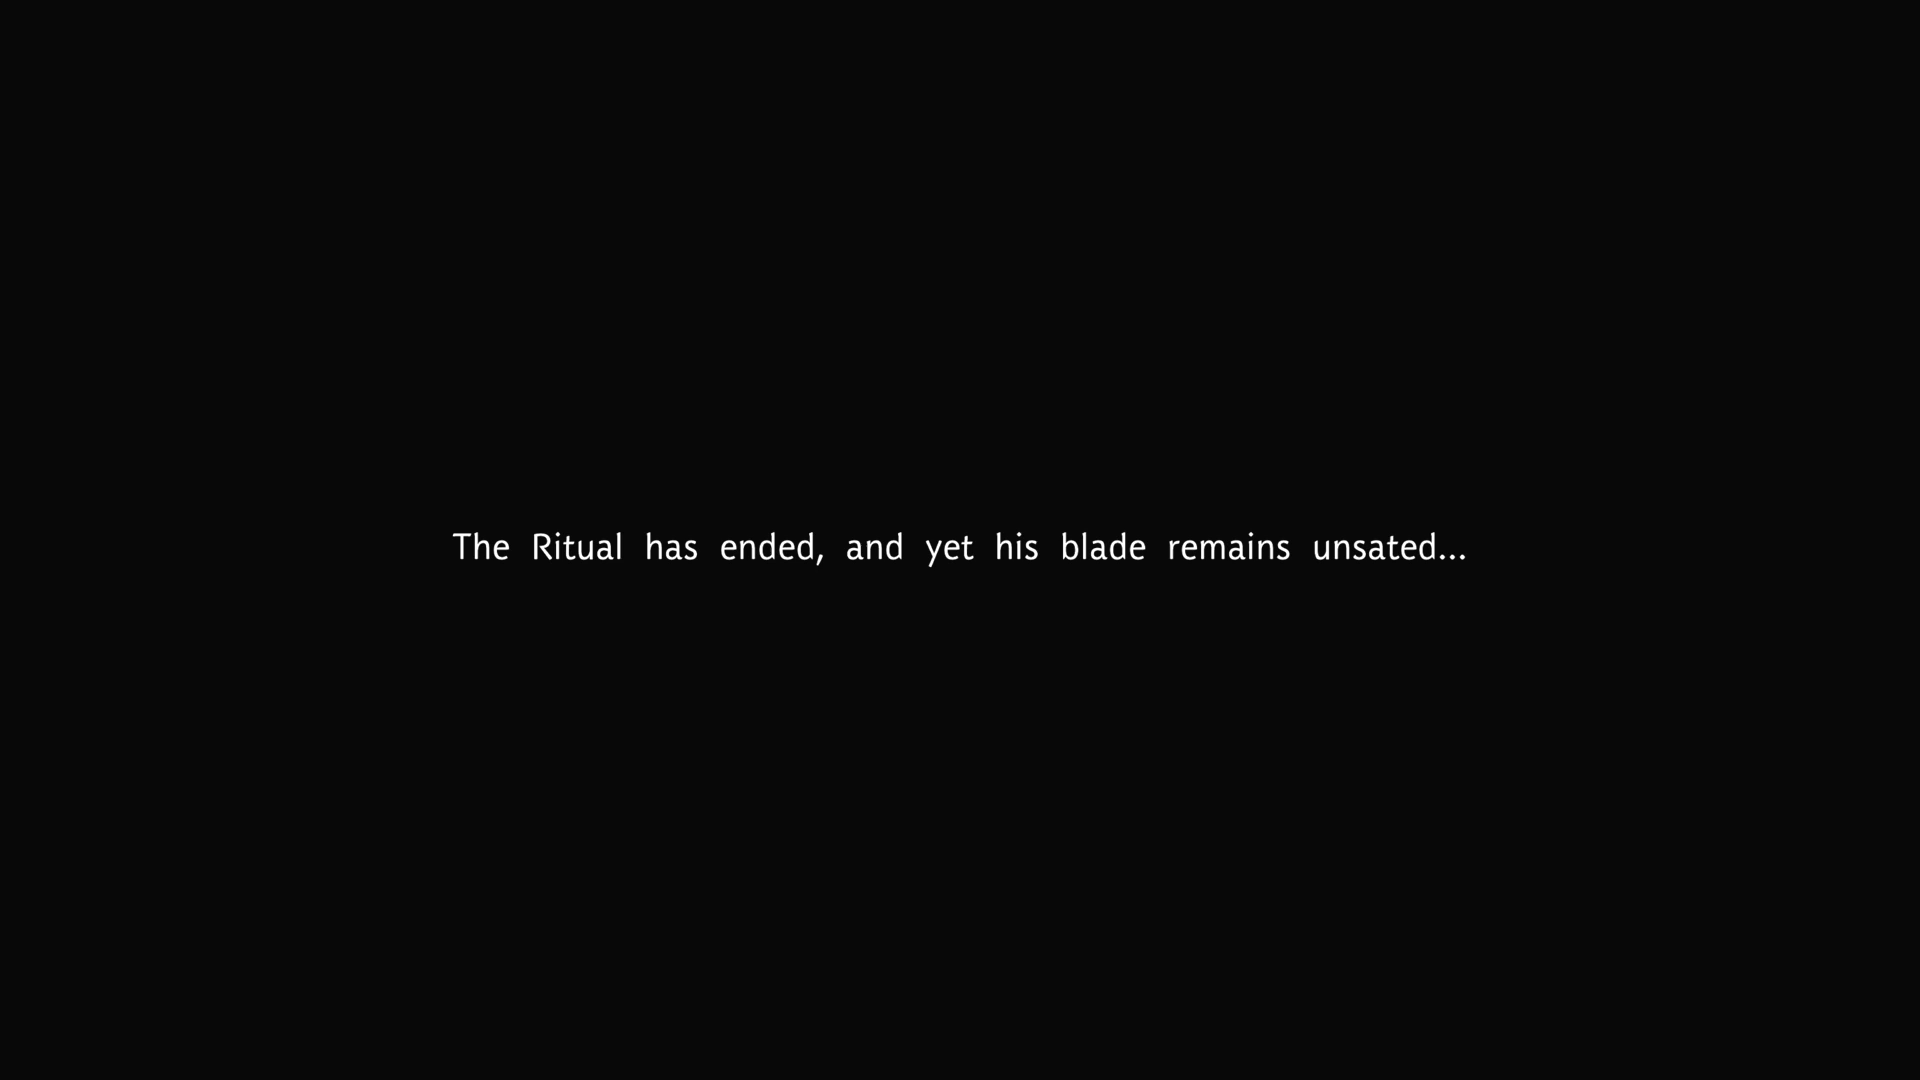 The Ritual has ended, and yet his blade remains unsated...